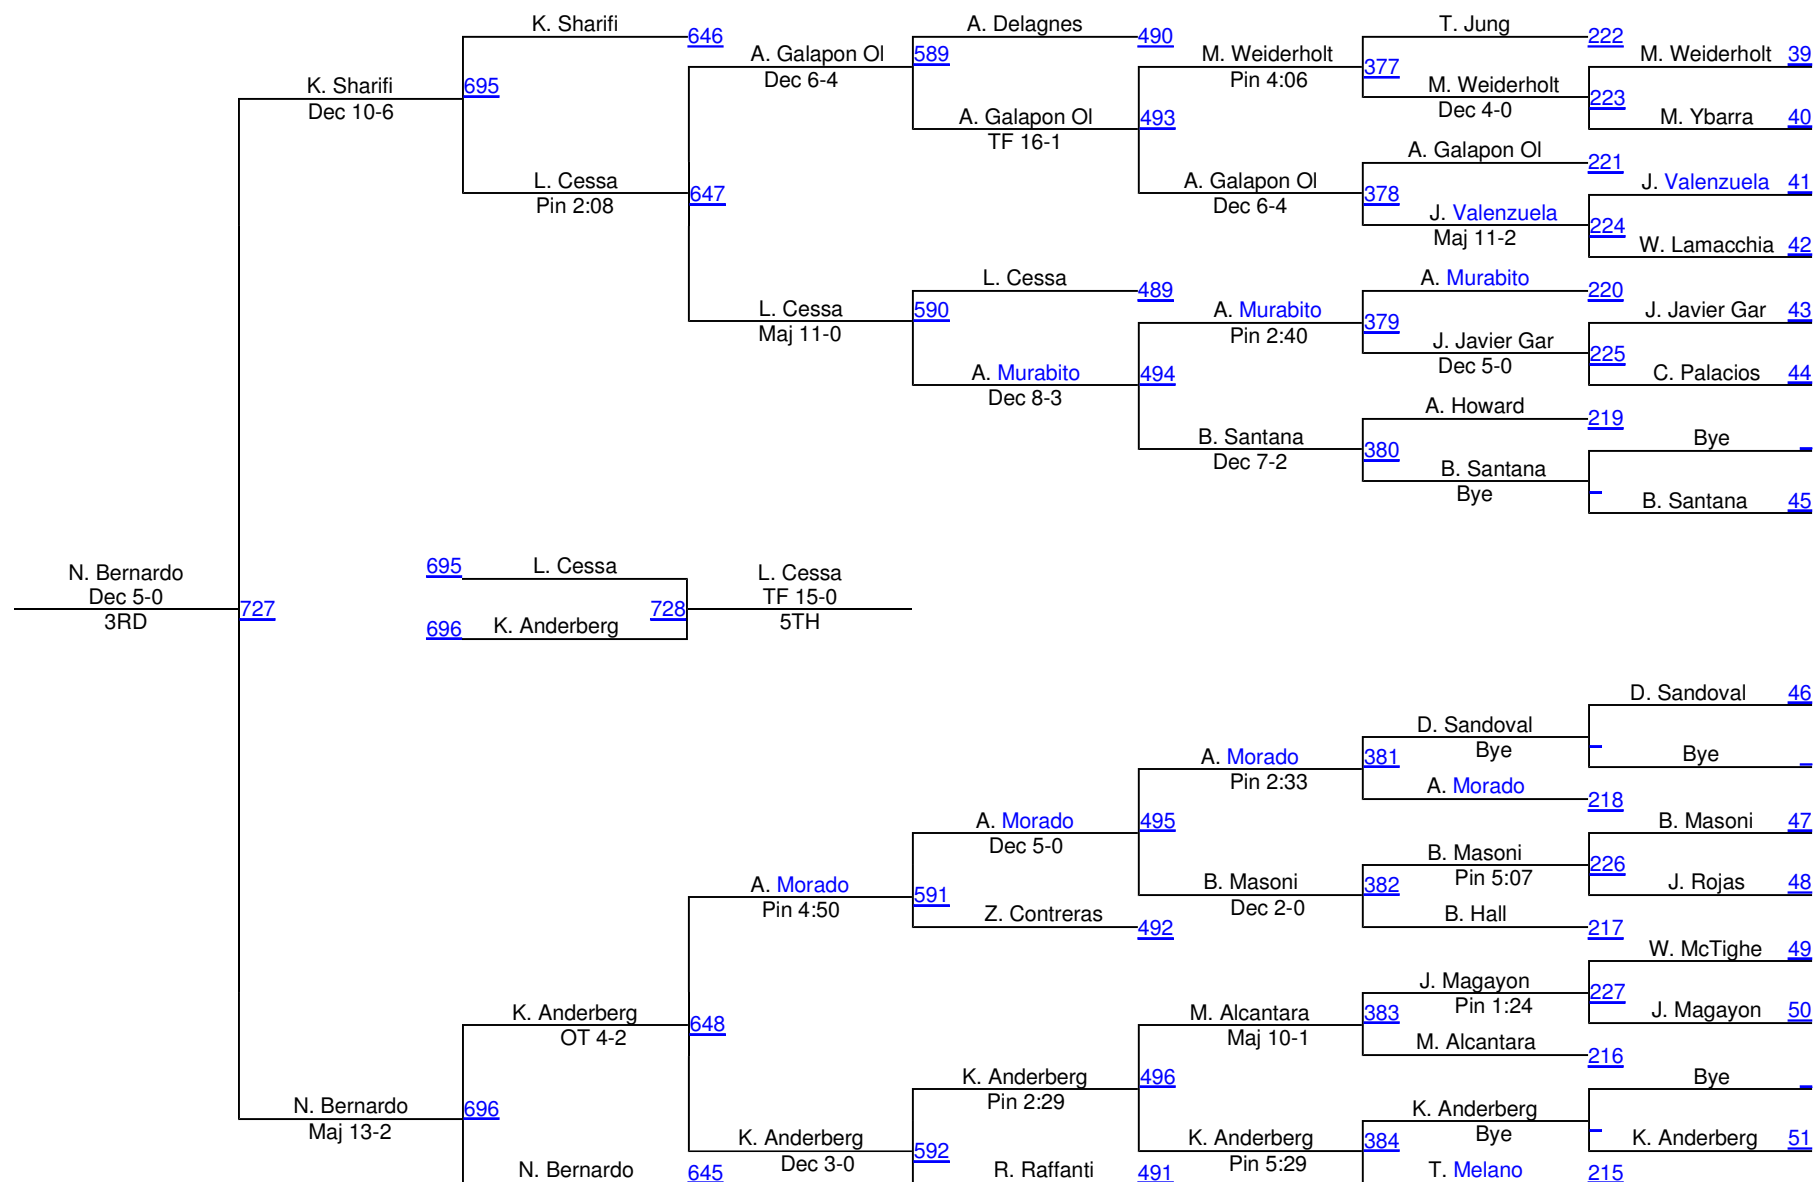 K. Sharifi
646
A. Delagnes
490
T. Jung
222
A. Galapon Ol
589
M. Weiderholt
377
M. Weiderholt 39
Dec 6-4
Pin 4:06
K. Sharifi
695
M. Weiderholt
223
Dec 10-6
Dec 4-0
A. Galapon Ol
493
M. Ybarra 40
TF 16-1
A. Galapon Ol
221
L. Cessa
647
A. Galapon Ol
378
J. Valenzuela 41
Pin 2:08
Dec 6-4
J. Valenzuela
224
Maj 11-2
W. Lamacchia 42
L. Cessa
489
A. Murabito
220
L. Cessa
590
A. Murabito
379
J. Javier Gar 43
Maj 11-0
Pin 2:40
J. Javier Gar
225
Dec 5-0
A. Murabito
494
C. Palacios 44
Dec 8-3
A. Howard
219
B. Santana
380
Bye
Dec 7-2
B. Santana
Bye
B. Santana 45
N. Bernardo
Dec 5-0
727
3RD
695
L. Cessa
L. Cessa
TF 15-0
728
5TH
696
K. Anderberg
D. Sandoval 46
D. Sandoval
Bye
A. Morado
381
Bye
Pin 2:33
A. Morado
218
A. Morado
495
B. Masoni 47
Dec 5-0
B. Masoni
226
Pin 5:07
A. Morado
591
B. Masoni
382
J. Rojas 48
Pin 4:50
Dec 2-0
Z. Contreras
492
B. Hall
217
W. McTighe 49
J. Magayon
227
Pin 1:24
K. Anderberg
648
M. Alcantara
383
J. Magayon 50
OT 4-2
Maj 10-1
M. Alcantara
216
K. Anderberg
496
Bye
Pin 2:29
N. Bernardo
696
K. Anderberg
Maj 13-2
Bye
K. Anderberg
592
K. Anderberg
384
K. Anderberg 51
Dec 3-0
Pin 5:29
N. Bernardo
645
R. Raffanti
491
T. Melano
215